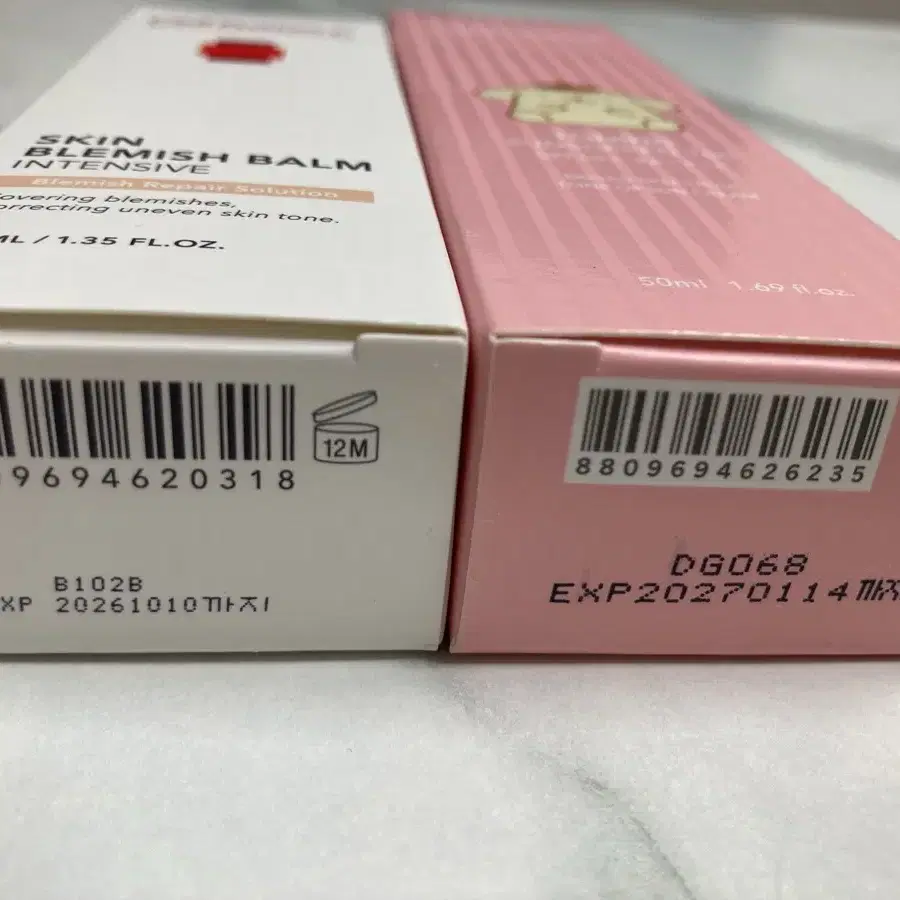 SKIN
BLEMISH BALM
INTENSIVE
Blemish Repair Solution
overing blemishes,
orrecting uneven skin tone.
ML / 1.35 FL.OZ.
12M
9694620318
B102B
XP 20261010까지
50ml 1.69 fl.oz.
8809694626235
DG068
EXP20270114까지